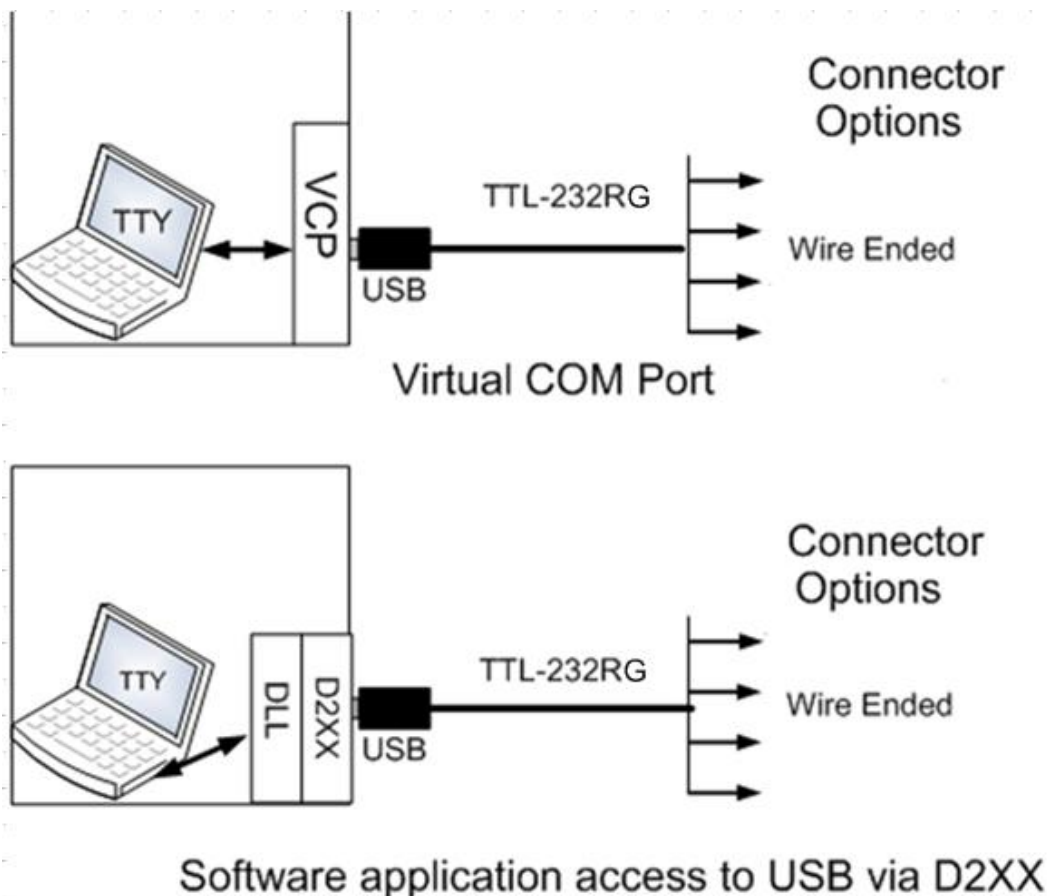 Connector
Options
TTY
VCP
TTL-232RG
USB
Wire Ended
Virtual COM Port
Connector
Options
TTY
DLL
D2XX
TTL-232RG
USB
Wire Ended
Software application access to USB via D2XX